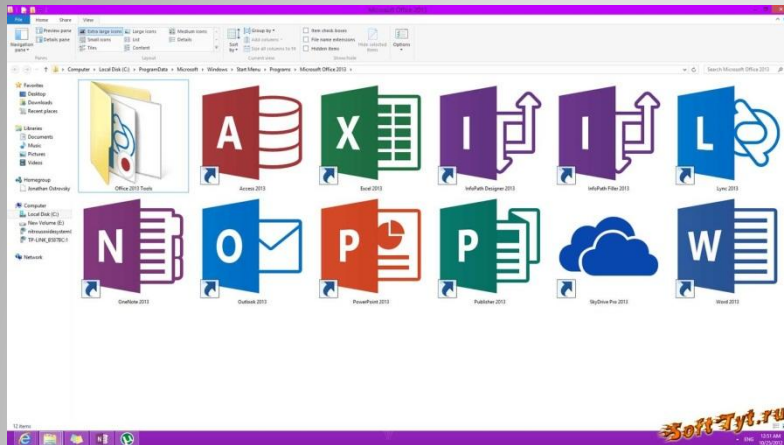 Microsoft Office 2013
File Home Share View
Navigation pane
Preview pane
Details pane
Extra large icons Large icons Medium icons
Small icons List Details
Tiles Content
Sort by
Group by
Add columns
Size all columns to fit
Item check boxes
File name extensions
Hidden items
Hide selected items
Options
Panes Layout Current view Show/hide
Computer Local Disk (C:) ProgramData Microsoft Windows Start Menu Programs Microsoft Office 2013
Search Microsoft Office 2013
Favorites
Desktop
Downloads
Recent places
Libraries
Documents
Music
Pictures
Videos
Homegroup
Jonathan Ostrovsky
Computer
Local Disk (C:)
New Volume (E:)
Network
Office 2013 Tools
A
Access 2013
X
Excel 2013
I
InfoPath Designer 2013
I
InfoPath Filler 2013
L
Lync 2013
N
OneNote 2013
O
Outlook 2013
P
PowerPoint 2013
P
Publisher 2013
SkyDrive Pro 2013
W
Word 2013
12 items
Soft-Tyt.ru
ENG 12:51 AM
10/25/2012